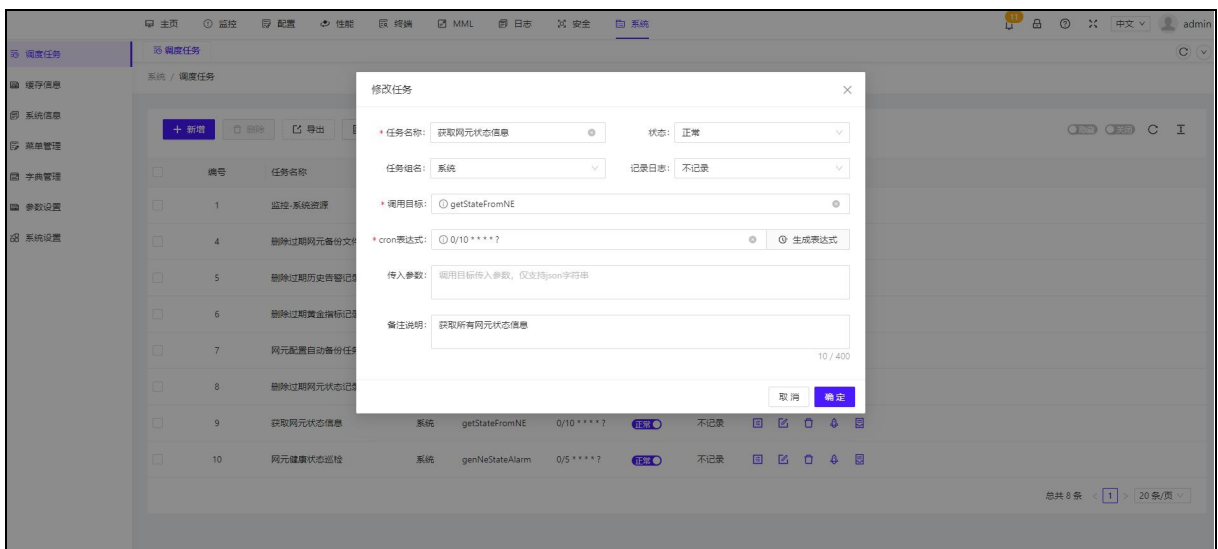 主页 监控 配置 性能 终端 MML 日志 安全 系统 11 中文 admin
调度任务 调度任务
系统 / 调度任务
缓存信息
系统信息
菜单管理
字典管理
参数设置
系统设置
+ 新增 删除 导出
编号 任务名称
1 监控-系统资源
4 删除过期网元备份文件
5 删除过期历史告警记录
6 删除过期黄金指标记录
7 网元配置自动备份任务
8 删除过期网元状态记录
9 获取网元状态信息 系统 getStateFromNE 0/10 * * * * ? 正常 不记录
10 网元健康状态巡检 系统 genNeStateAlarm 0/5 * * * * ? 正常 不记录
总共 8 条 < 1 > 20 条/页
修改任务
* 任务名称: 获取网元状态信息 状态: 正常
任务组名: 系统 记录日志: 不记录
* 调用目标: getStateFromNE
* cron表达式: 0/10 * * * * ? 生成表达式
传入参数: 调用目标传入参数，仅支持json字符串
备注说明: 获取所有网元状态信息
10 / 400
取 消 确 定